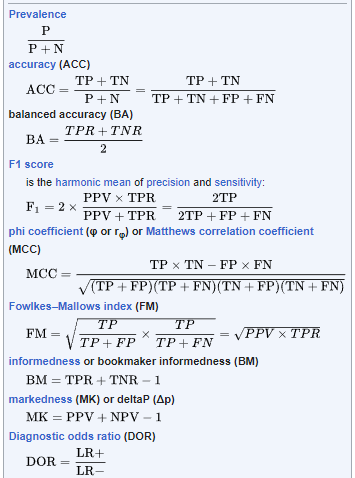 Prevalence
P
P + N
accuracy (ACC)
ACC = TP + TN / P + N = TP + TN / TP + TN + FP + FN
balanced accuracy (BA)
BA = TPR + TNR / 2
F1 score
is the harmonic mean of precision and sensitivity:
F₁ = 2 × PPV × TPR / PPV + TPR = 2TP / 2TP + FP + FN
phi coefficient (φ or rφ) or Matthews correlation coefficient
(MCC)
MCC = TP × TN − FP × FN / √(TP + FP)(TP + FN)(TN + FP)(TN + FN)
Fowlkes–Mallows index (FM)
FM = √ TP / TP + FP × TP / TP + FN = √PPV × TPR
informedness or bookmaker informedness (BM)
BM = TPR + TNR − 1
markedness (MK) or deltaP (Δp)
MK = PPV + NPV − 1
Diagnostic odds ratio (DOR)
DOR = LR+ / LR−